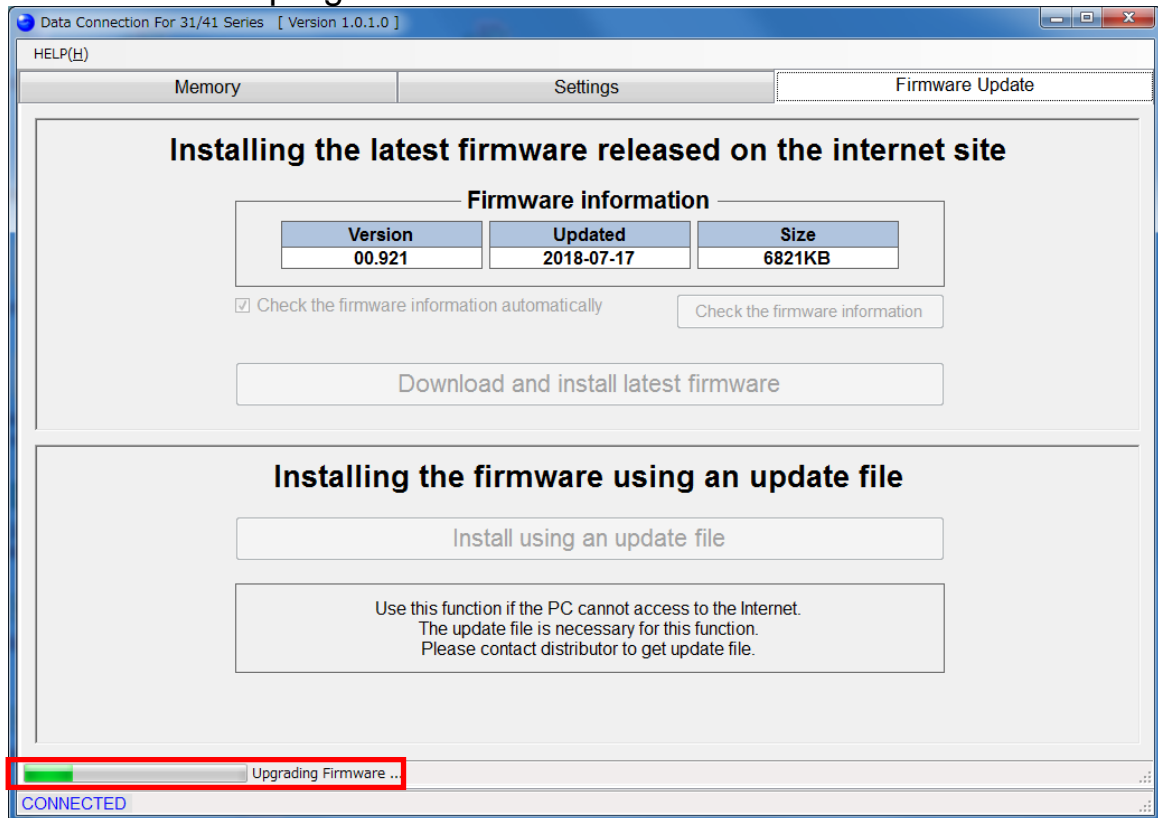 Data Connection For 31/41 Series [ Version 1.0.1.0 ]
HELP(H)
Memory Settings Firmware Update
Installing the latest firmware released on the internet site
Firmware information
Version Updated Size
00.921 2018-07-17 6821KB
Check the firmware information automatically Check the firmware information
Download and install latest firmware
Installing the firmware using an update file
Install using an update file
Use this function if the PC cannot access to the Internet.
The update file is necessary for this function.
Please contact distributor to get update file.
Upgrading Firmware ...
CONNECTED